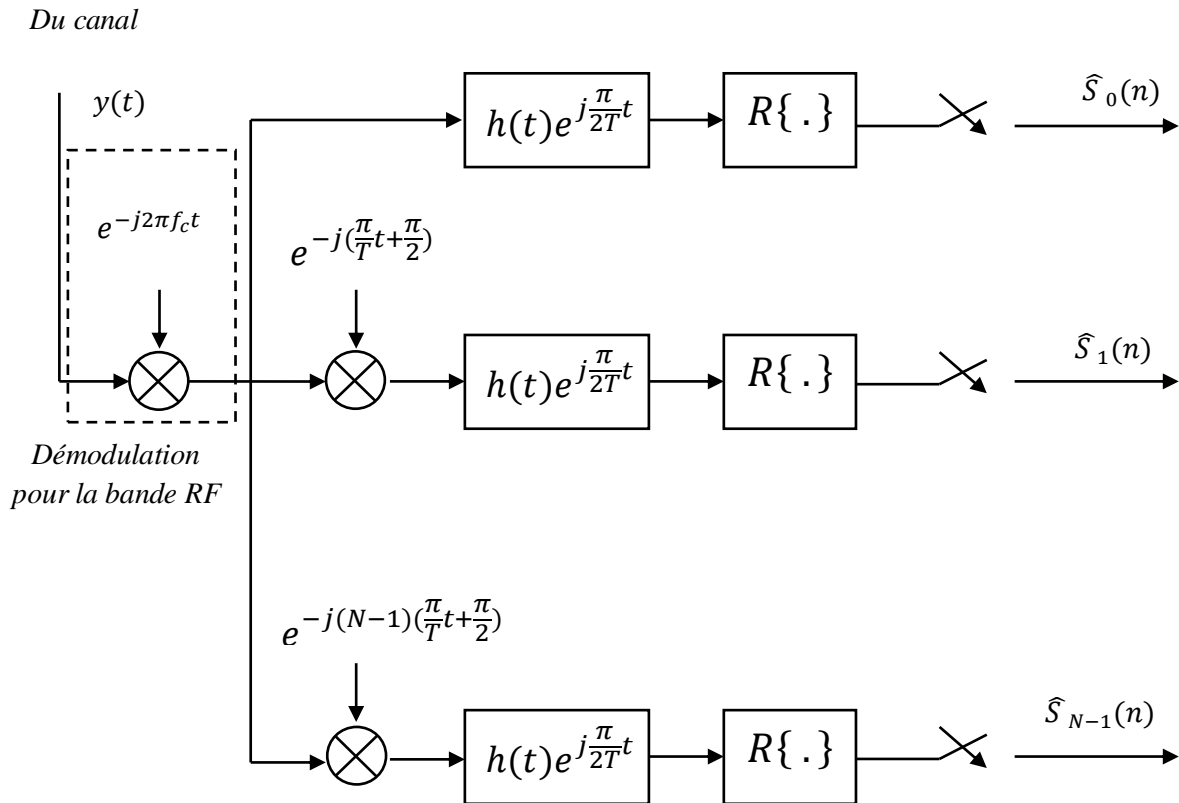 Du canal
y(t)
h(t)e^{j\frac{π}{2T}t}
R{ . }
Ŝ_0(n)
e^{-j2πf_ct}
e^{-j(\frac{π}{T}t+\frac{π}{2})}
h(t)e^{j\frac{π}{2T}t}
R{ . }
Ŝ_1(n)
Démodulation
pour la bande RF
e^{-j(N-1)(\frac{π}{T}t+\frac{π}{2})}
h(t)e^{j\frac{π}{2T}t}
R{ . }
Ŝ_{N-1}(n)